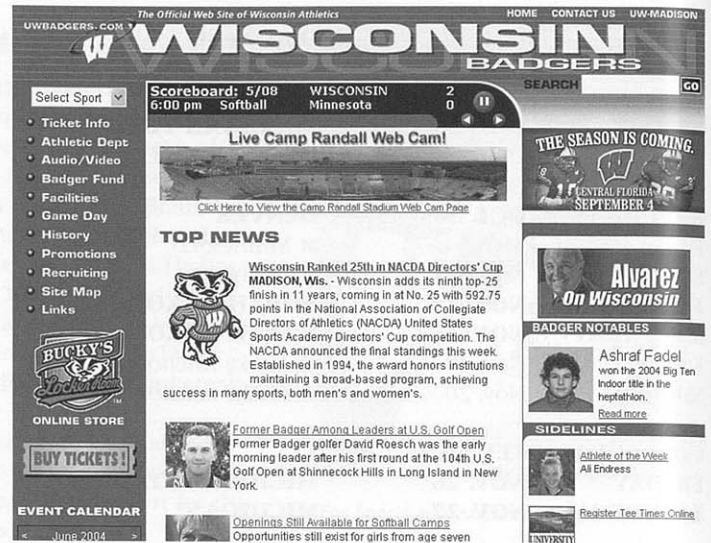 The Official Web Site of Wisconsin Athletics
HOME CONTACT US UW-MADISON
UWBADGERS.COM
W
WISCONSIN
BADGERS
Select Sport
Ticket Info
Athletic Dept
Audio/Video
Badger Fund
Facilities
Game Day
History
Promotions
Recruiting
Site Map
Links
BUCKY'S
Locker Room
ONLINE STORE
BUY TICKETS!
EVENT CALENDAR
< June 2004 >
Scoreboard: 5/08 WISCONSIN 2
6:00 pm Softball Minnesota 0
Live Camp Randall Web Cam!
Click Here to View the Camp Randall Stadium Web Cam Page
TOP NEWS
Wisconsin Ranked 25th in NACDA Directors' Cup
MADISON, Wis. - Wisconsin adds its ninth top-25
finish in 11 years, coming in at No. 25 with 592.75
points in the National Association of Collegiate
Directors of Athletics (NACDA) United States
Sports Academy Directors' Cup competition. The
NACDA announced the final standings this week.
Established in 1994, the award honors institutions
maintaining a broad-based program, achieving
success in many sports, both men's and women's.
Former Badger Among Leaders at U.S. Golf Open
Former Badger golfer David Roesch was the early
morning leader after his first round at the 104th U.S.
Golf Open at Shinnecock Hills in Long Island in New
York.
Openings Still Available for Softball Camps
Opportunities still exist for girls from age seven
SEARCH GO
THE SEASON IS COMING.
W
CENTRAL FLORIDA
SEPTEMBER 4
Alvarez
On Wisconsin
BADGER NOTABLES
Ashraf Fadel
won the 2004 Big Ten
Indoor title in the
heptathlon.
Read more
SIDELINES
Athlete of the Week
Ali Endress
Register Tee Times Online
UNIVERSITY